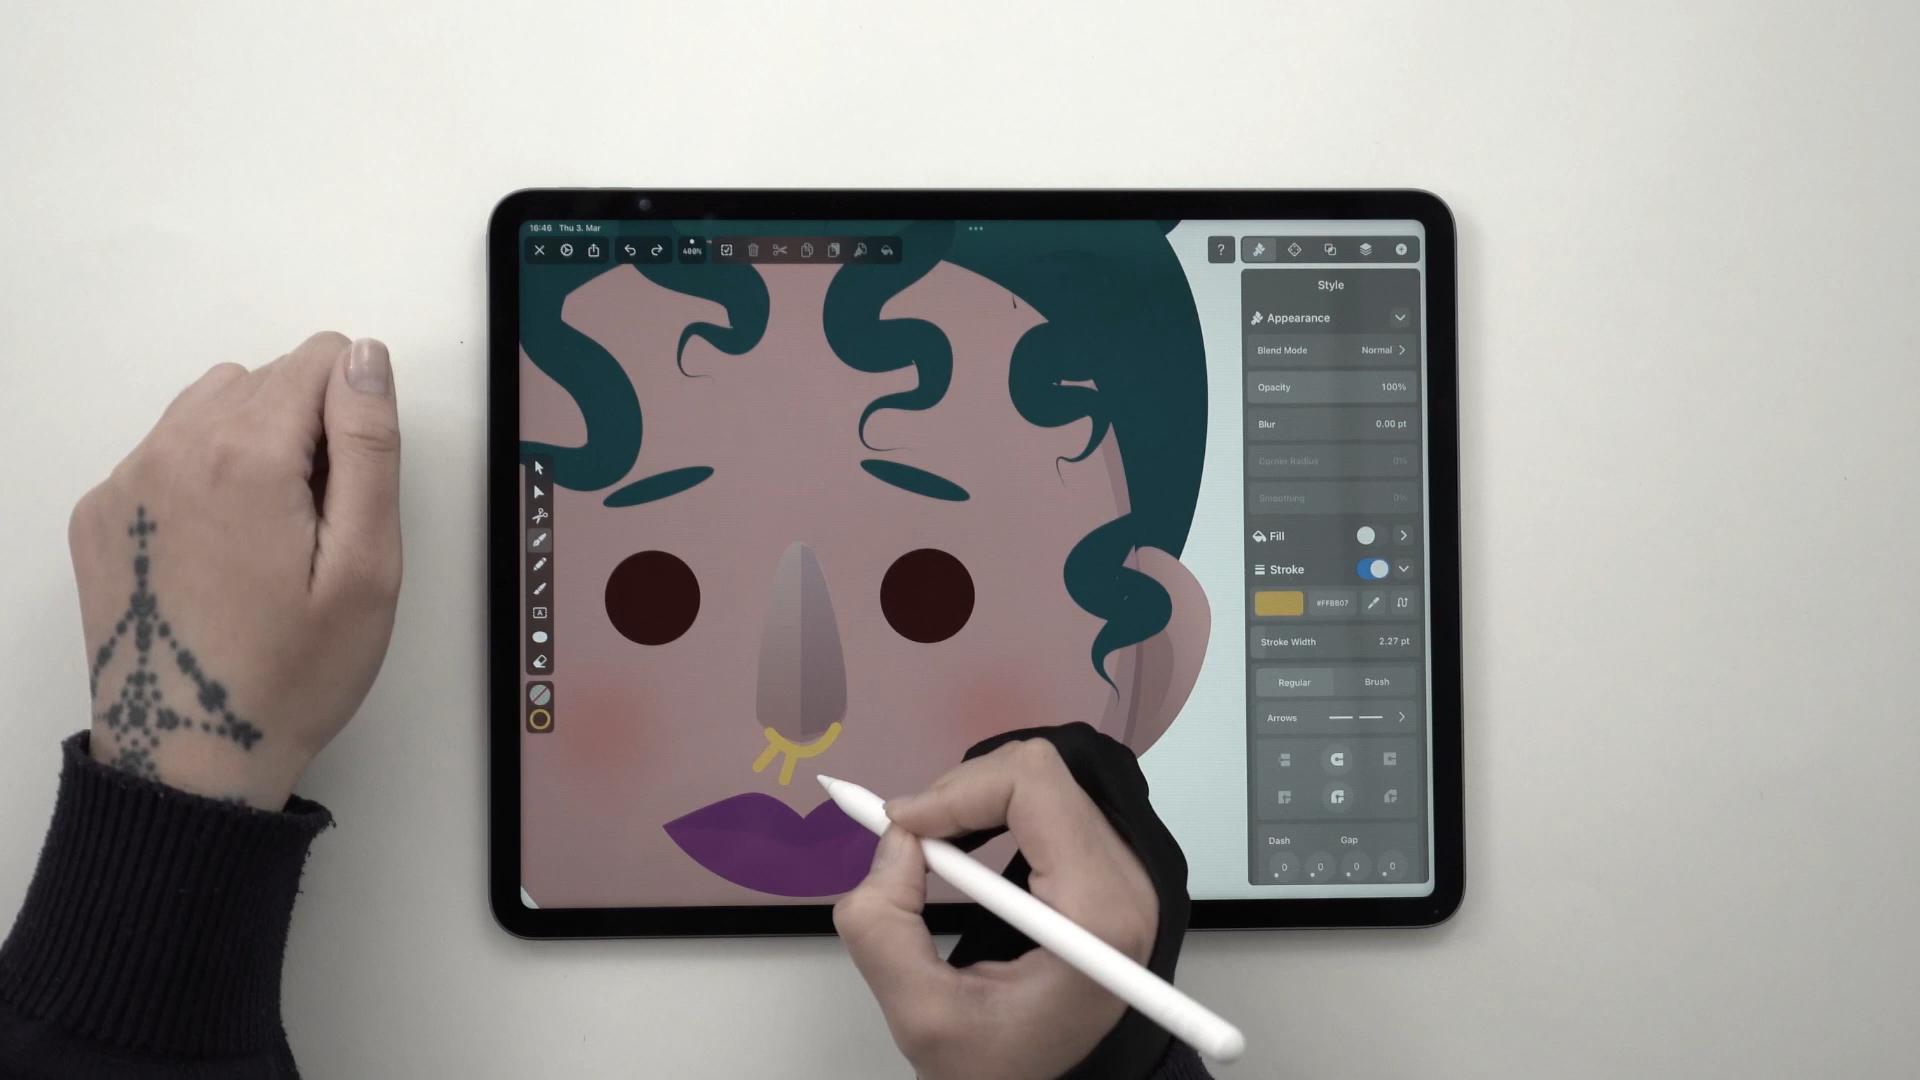 16:46 Thu 3. Mar
400%
?
Style
Appearance
Blend Mode Normal
Opacity 100%
Blur 0.00 pt
Corner Radius 0%
Smoothing 0%
A
Fill
Stroke
#FFBB07
Stroke Width 2.27 pt
Regular Brush
Arrows
Dash Gap
0 0 0 0